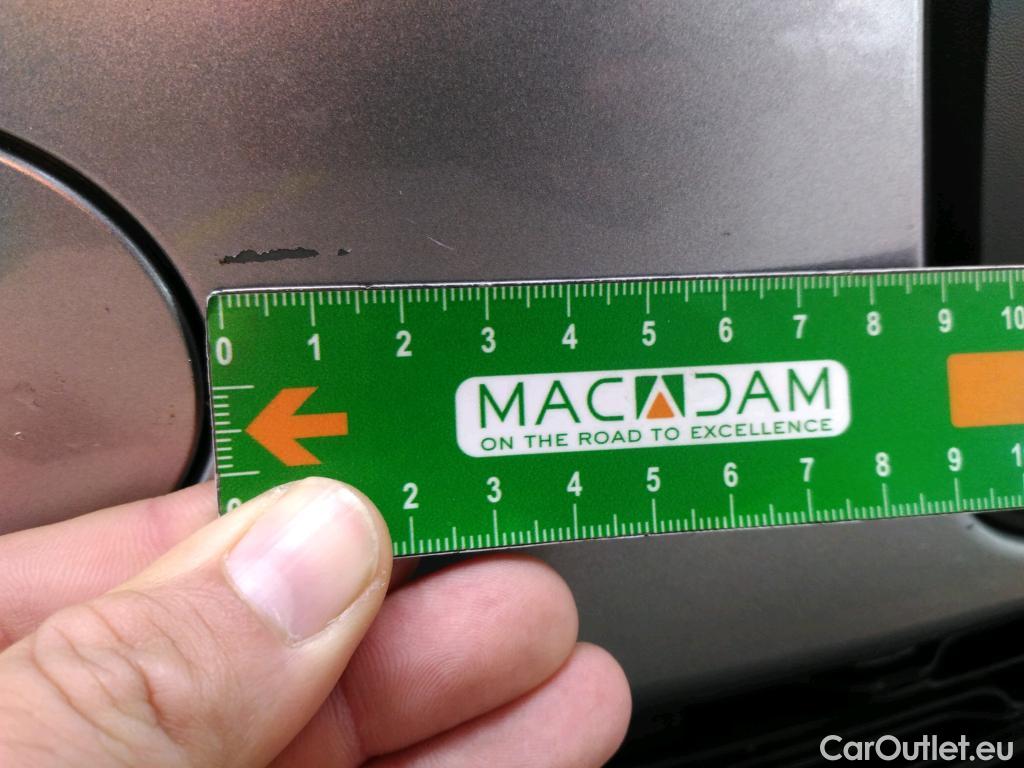 0 1 2 3 4 5 6 7 8 9 10
MACADAM
ON THE ROAD TO EXCELLENCE
2 3 4 5 6 7 8 9
CarOutlet.eu